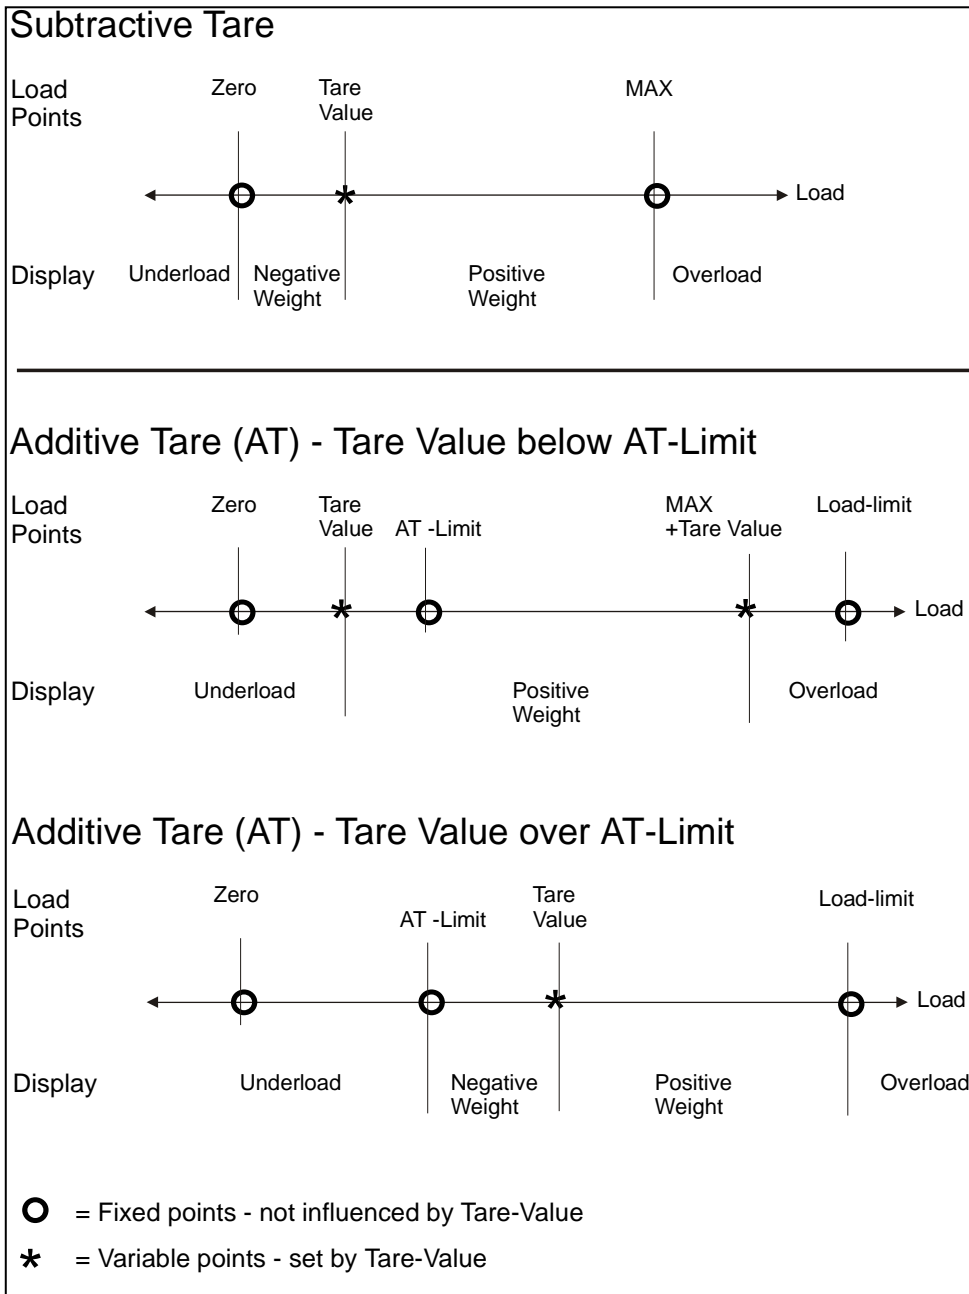 Subtractive Tare
Load
Points
Zero
Tare
Value
MAX
Load
Display
Underload
Negative
Weight
Positive
Weight
Overload
Additive Tare (AT) - Tare Value below AT-Limit
Load
Points
Zero
Tare
Value
AT -Limit
MAX
+Tare Value
Load-limit
Load
Display
Underload
Positive
Weight
Overload
Additive Tare (AT) - Tare Value over AT-Limit
Load
Points
Zero
AT -Limit
Tare
Value
Load-limit
Load
Display
Underload
Negative
Weight
Positive
Weight
Overload
= Fixed points - not influenced by Tare-Value
* = Variable points - set by Tare-Value